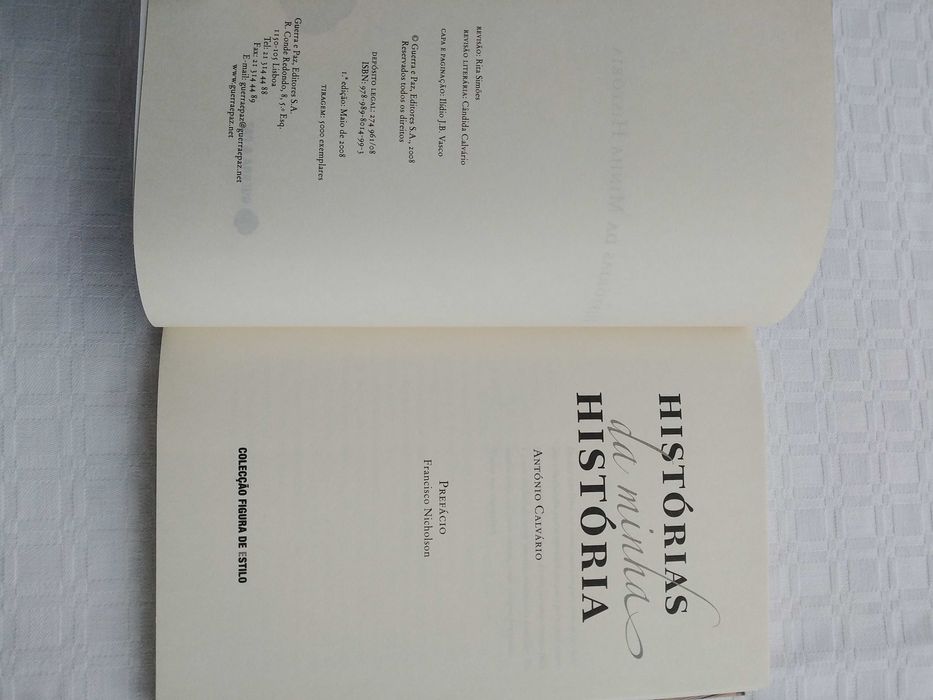 REVISÃO: Rita Simões
REVISÃO LITERÁRIA: Cândida Calvário
CAPA E PAGINAÇÃO: Ilídio J.B. Vasco
© Guerra e Paz, Editores S.A., 2008
Reservados todos os direitos
DEPÓSITO LEGAL: 274 961/08
ISBN: 978-989-8014-99-3
1.ª edição: Maio de 2008
TIRAGEM: 5000 exemplares
Guerra e Paz, Editores S.A.
R. Conde Redondo, 8, 5.º Esq.
1150-105 Lisboa
Tel: 21 314 44 88
Fax: 21 314 44 89
E-mail: guerraepaz@guerraepaz.net
www.guerraepaz.net
HISTÓRIAS
da minha
HISTÓRIA
ANTÓNIO CALVÁRIO
PREFÁCIO
Francisco Nicholson
COLECÇÃO FIGURA DE ESTILO